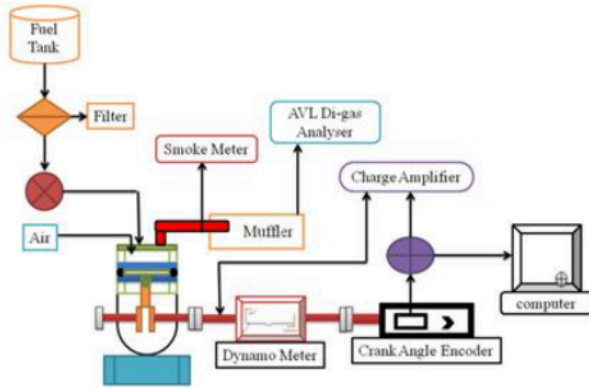 Fuel
Tank
Filter
AVL Di-gas
Analyser
Smoke Meter
Charge Amplifier
Air
Muffler
computer
Dynamo Meter
Crank Angle Encoder